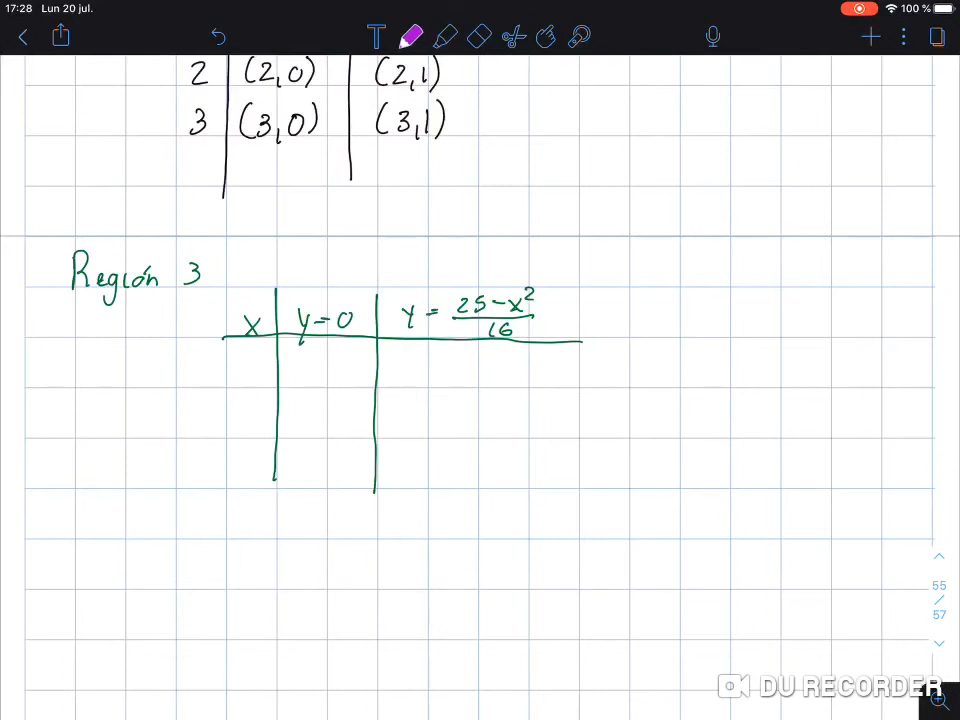 17:28 Lun 20 jul. 100 %
2 (2,0) (2,1)
3 (3,0) (3,1)
Región 3
x y=0 y = 25-x²/16
55
/
57
DU RECORDER